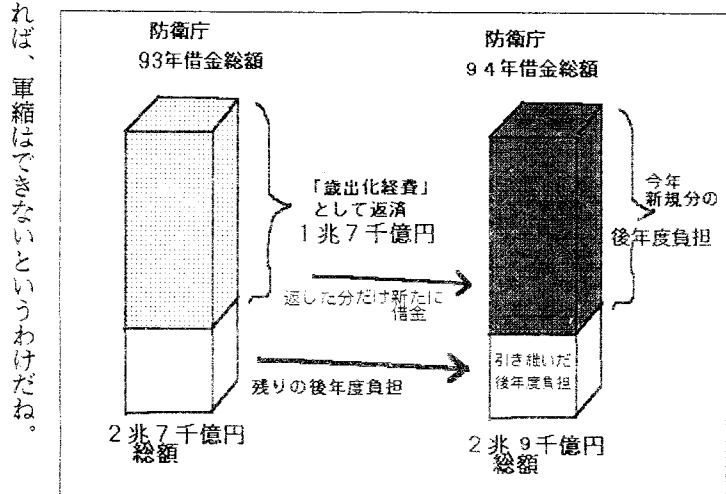 れば、軍縮はできないというわけだね。
防衛庁
93年借金総額
「歳出化経費」
として返済
1兆7千億円
返した分だけ新たに
借金
残りの後年度負担
2兆7千億円
総額
防衛庁
94年借金総額
今年
新規分の
後年度負担
引き継いだ
後年度負担
2兆9千億円
総額